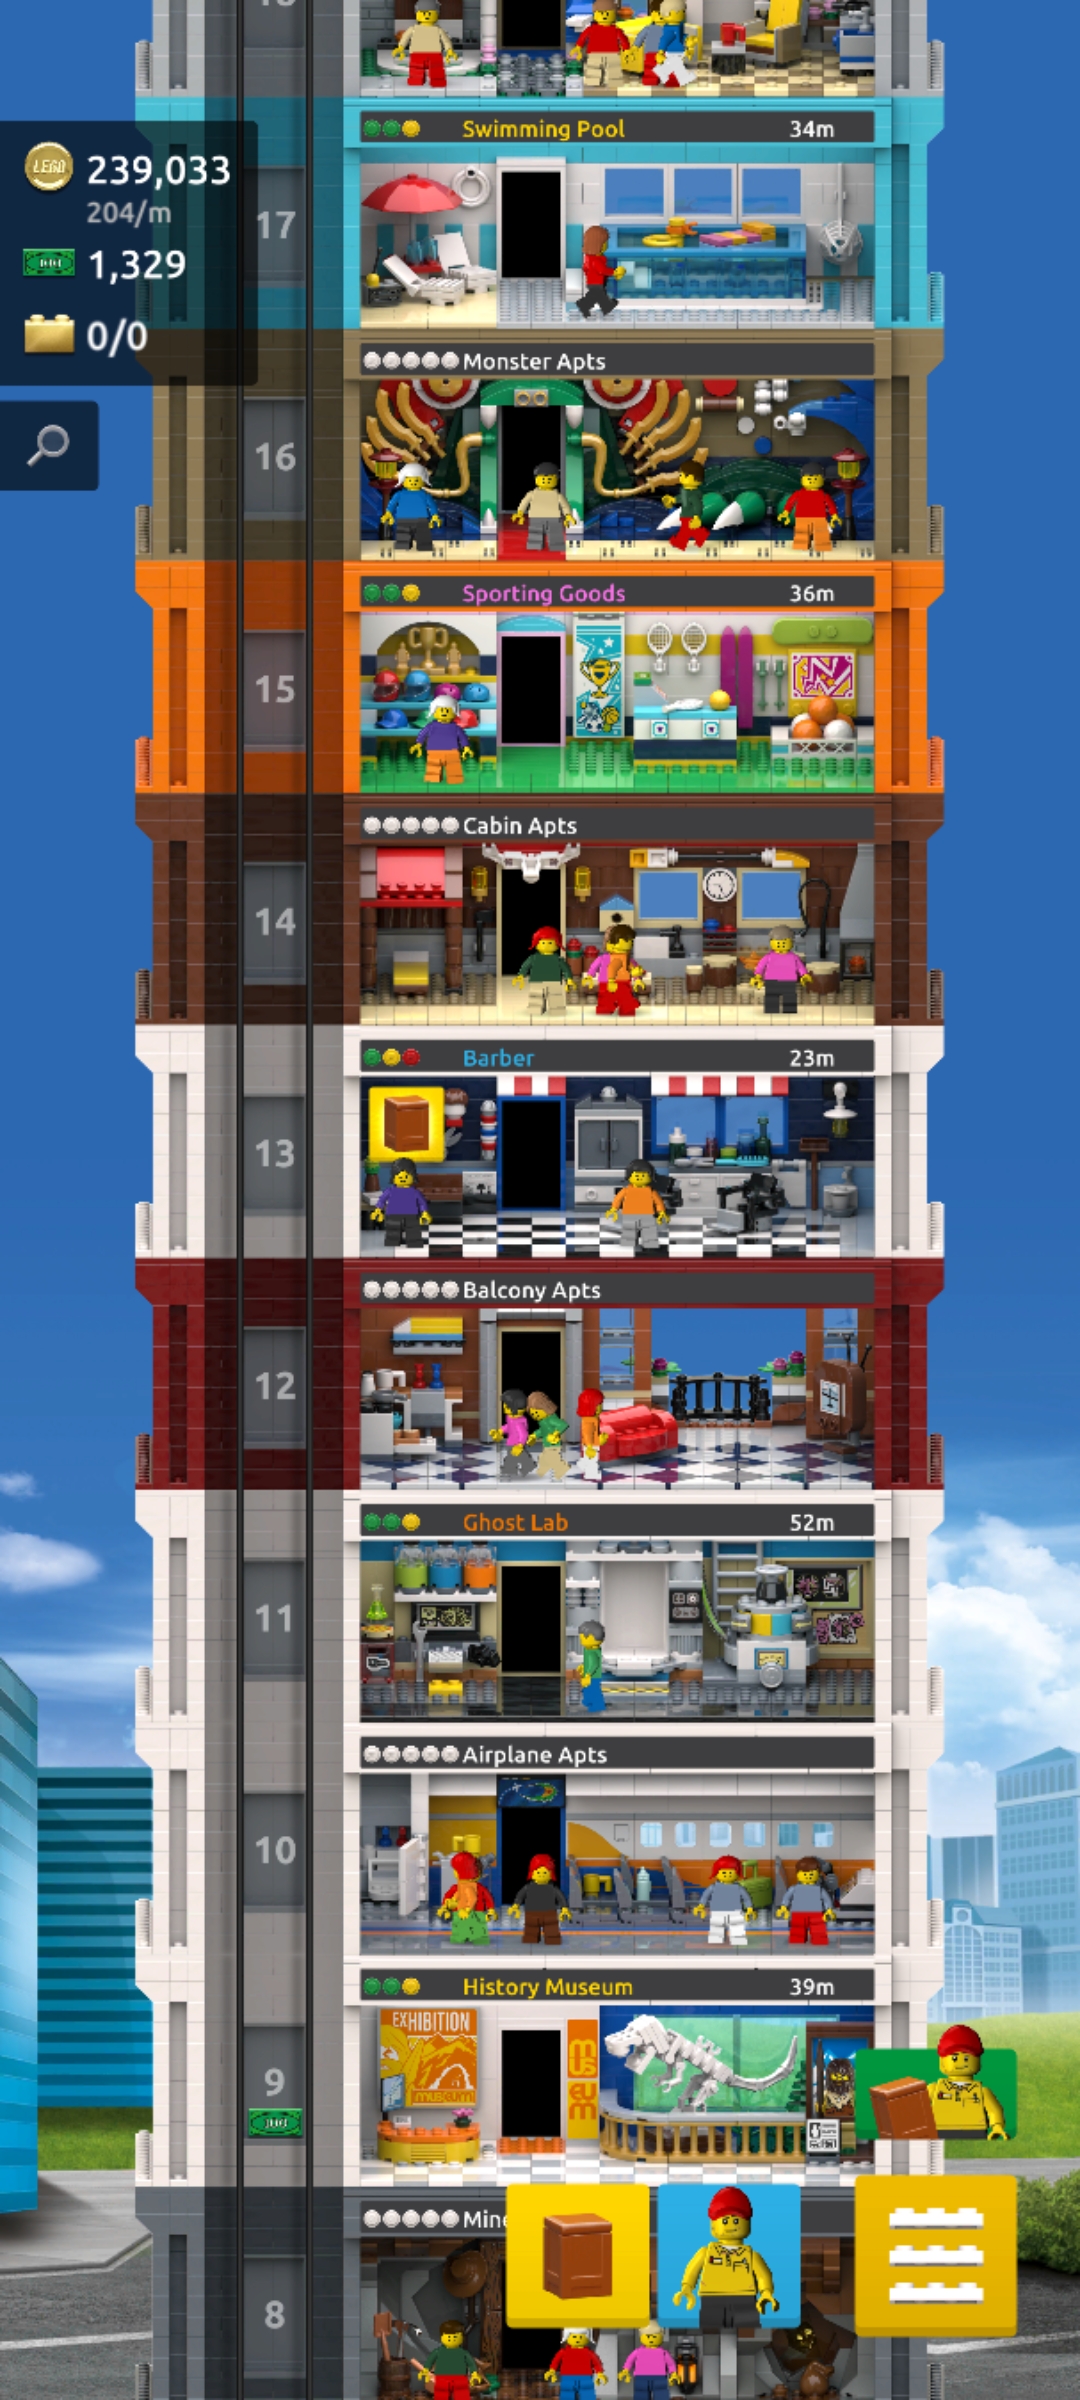 Swimming Pool 34m
LEGO 239,033
204/m
17
1,329
0/0
Monster Apts
16
Sporting Goods 36m
15
Cabin Apts
14
Barber 23m
13
Balcony Apts
12
Ghost Lab 52m
11
Airplane Apts
10
History Museum 39m
EXHIBITION
museum
MUSEUM
9
8